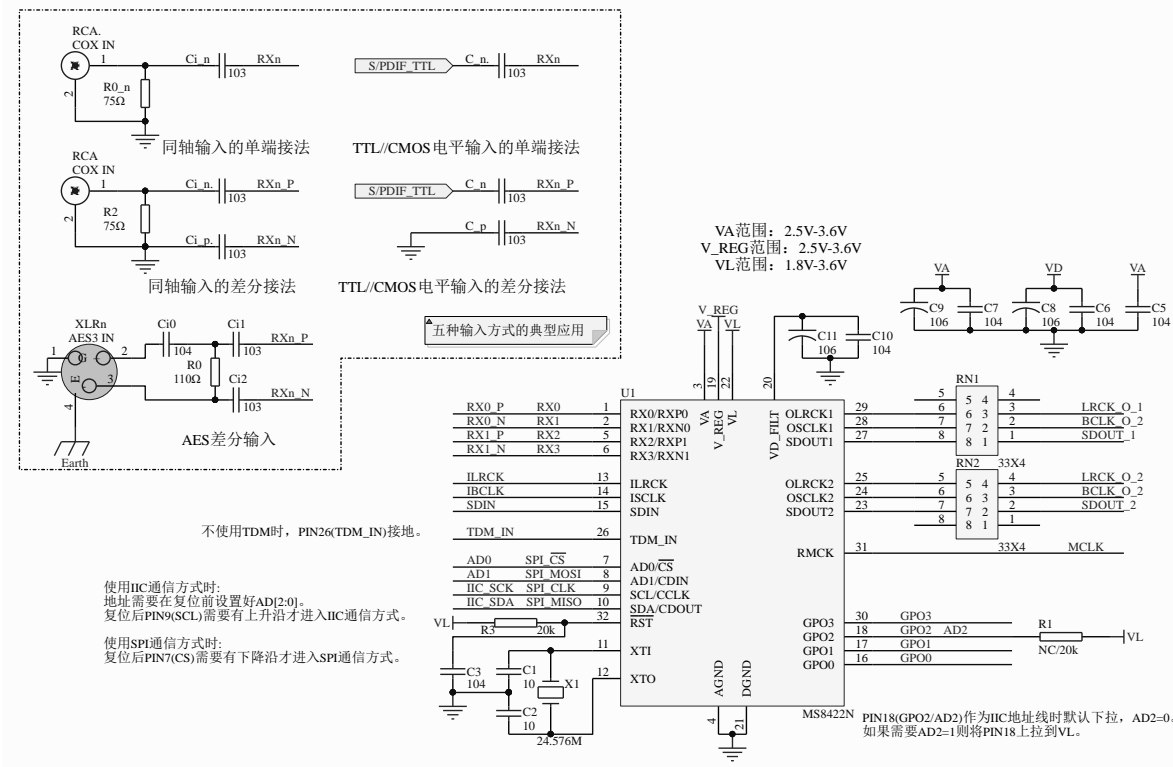 RCA.
COX IN
1
2
R0_n
75Ω
Ci_n
103
RXn
同轴输入的单端接法
S/PDIF_TTL
C_n.
103
RXn
TTL//CMOS电平输入的单端接法
RCA
COX IN
1
2
R2
75Ω
Ci_n.
103
RXn_P
Ci_p.
103
RXn_N
同轴输入的差分接法
S/PDIF_TTL
C_n
103
RXn_P
C_p
103
RXn_N
TTL//CMOS电平输入的差分接法
五种输入方式的典型应用
XLRn
AES3 IN
1
G
2
3
E
4
Earth
Ci0
104
Ci1
103
RXn_P
R0
110Ω
Ci2
103
RXn_N
AES差分输入
VA范围：2.5V-3.6V
V_REG范围：2.5V-3.6V
VL范围：1.8V-3.6V
VA
C9
106
C7
104
VD
C8
106
C6
104
VA
C5
104
V_REG
VA
VL
C11
106
C10
104
3
19
22
20
U1
VA
V_REG
VL
VD_FILT
RX0_P RX0 1 RX0/RXP0
RX0_N RX1 2 RX1/RXN0
RX1_P RX2 5 RX2/RXP1
RX1_N RX3 6 RX3/RXN1
ILRCK 13 ILRCK
IBCLK 14 ISCLK
SDIN 15 SDIN
不使用TDM时，PIN26(TDM_IN)接地。
TDM_IN 26 TDM_IN
AD0 SPI_CS 7 AD0/CS
AD1 SPI_MOSI 8 AD1/CDIN
IIC_SCK SPI_CLK 9 SCL/CCLK
IIC_SDA SPI_MISO 10 SDA/CDOUT
VL R3 20k 32 RST
11 XTI
12 XTO
C3
104
C1
10
C2
10
X1
24.576M
使用IIC通信方式时:
地址需要在复位前设置好AD[2:0]。
复位后PIN9(SCL)需要有上升沿才进入IIC通信方式。
使用SPI通信方式时:
复位后PIN7(CS)需要有下降沿才进入SPI通信方式。
OLRCK1 29
OSCLK1 28
SDOUT1 27
RN1
5 5 4 4
6 6 3 3 LRCK_O_1
7 7 2 2 BCLK_O_2
8 8 1 1 SDOUT_1
33X4
OLRCK2 25
OSCLK2 24
SDOUT2 23
RN2
5 5 4 4 LRCK_O_2
6 6 3 3 BCLK_O_2
7 7 2 2 SDOUT_2
8 8 1 1
33X4
RMCK 31 MCLK
GPO3 30 GPO3
GPO2 18 GPO2 AD2
GPO1 17 GPO1
GPO0 16 GPO0
R1
NC/20k
VL
AGND
DGND
4
21
MS8422N
PIN18(GPO2/AD2)作为IIC地址线时默认下拉，AD2=0。
如果需要AD2=1则将PIN18上拉到VL。